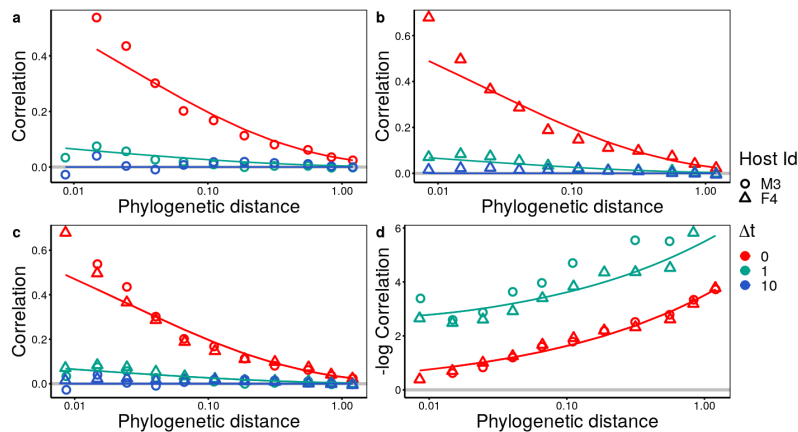 a
b
0.4
0.2
0.0
Correlation
0.01 0.10 1.00
Phylogenetic distance
0.6
0.4
0.2
0.0
Correlation
0.01 0.10 1.00
Phylogenetic distance
c
d
0.6
0.4
0.2
0.0
Correlation
0.01 0.10 1.00
Phylogenetic distance
6
4
2
0
-log Correlation
0.01 0.10 1.00
Phylogenetic distance
Host Id
M3
F4
Δt
0
1
10